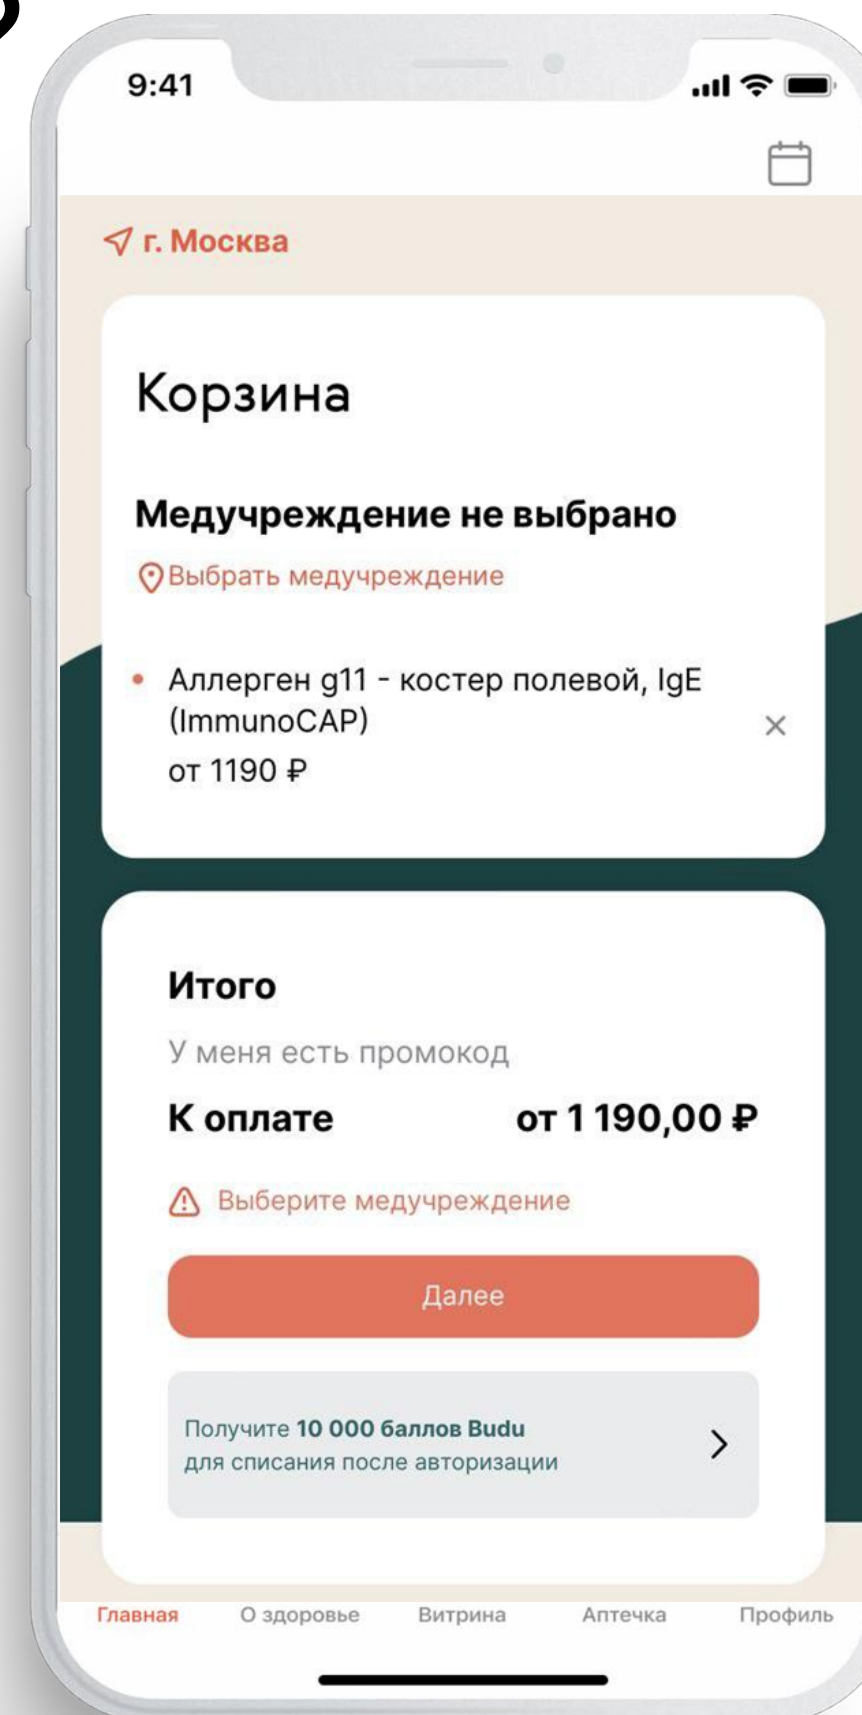 9:41
г. Москва
Корзина
Медучреждение не выбрано
Выбрать медучреждение
Аллерген g11 - костер полевой, IgE
(ImmunoCAP)
от 1190 ₽
Итого
У меня есть промокод
К оплате от 1 190,00 ₽
Выберите медучреждение
Далее
Получите 10 000 баллов Budu
для списания после авторизации
Главная О здоровье Витрина Аптечка Профиль